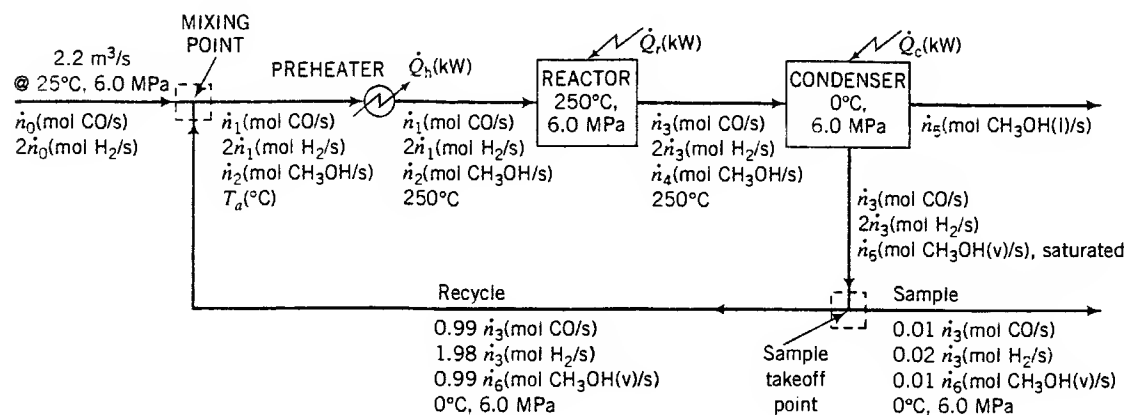 MIXING
POINT
2.2 m³/s
@ 25°C, 6.0 MPa
ṅ₀(mol CO/s)
2ṅ₀(mol H₂/s)
PREHEATER
Q̇ₕ(kW)
ṅ₁(mol CO/s)
2ṅ₁(mol H₂/s)
ṅ₂(mol CH₃OH/s)
Tₐ(°C)
ṅ₁(mol CO/s)
2ṅ₁(mol H₂/s)
ṅ₂(mol CH₃OH/s)
250°C
Q̇ᵣ(kW)
REACTOR
250°C,
6.0 MPa
ṅ₃(mol CO/s)
2ṅ₃(mol H₂/s)
ṅ₄(mol CH₃OH/s)
250°C
Q̇c(kW)
CONDENSER
0°C,
6.0 MPa
ṅ₅(mol CH₃OH(l)/s)
ṅ₃(mol CO/s)
2ṅ₃(mol H₂/s)
ṅ₆(mol CH₃OH(v)/s), saturated
Recycle
0.99 ṅ₃(mol CO/s)
1.98 ṅ₃(mol H₂/s)
0.99 ṅ₆(mol CH₃OH(v)/s)
0°C, 6.0 MPa
Sample
takeoff
point
Sample
0.01 ṅ₃(mol CO/s)
0.02 ṅ₃(mol H₂/s)
0.01 ṅ₆(mol CH₃OH(v)/s)
0°C, 6.0 MPa